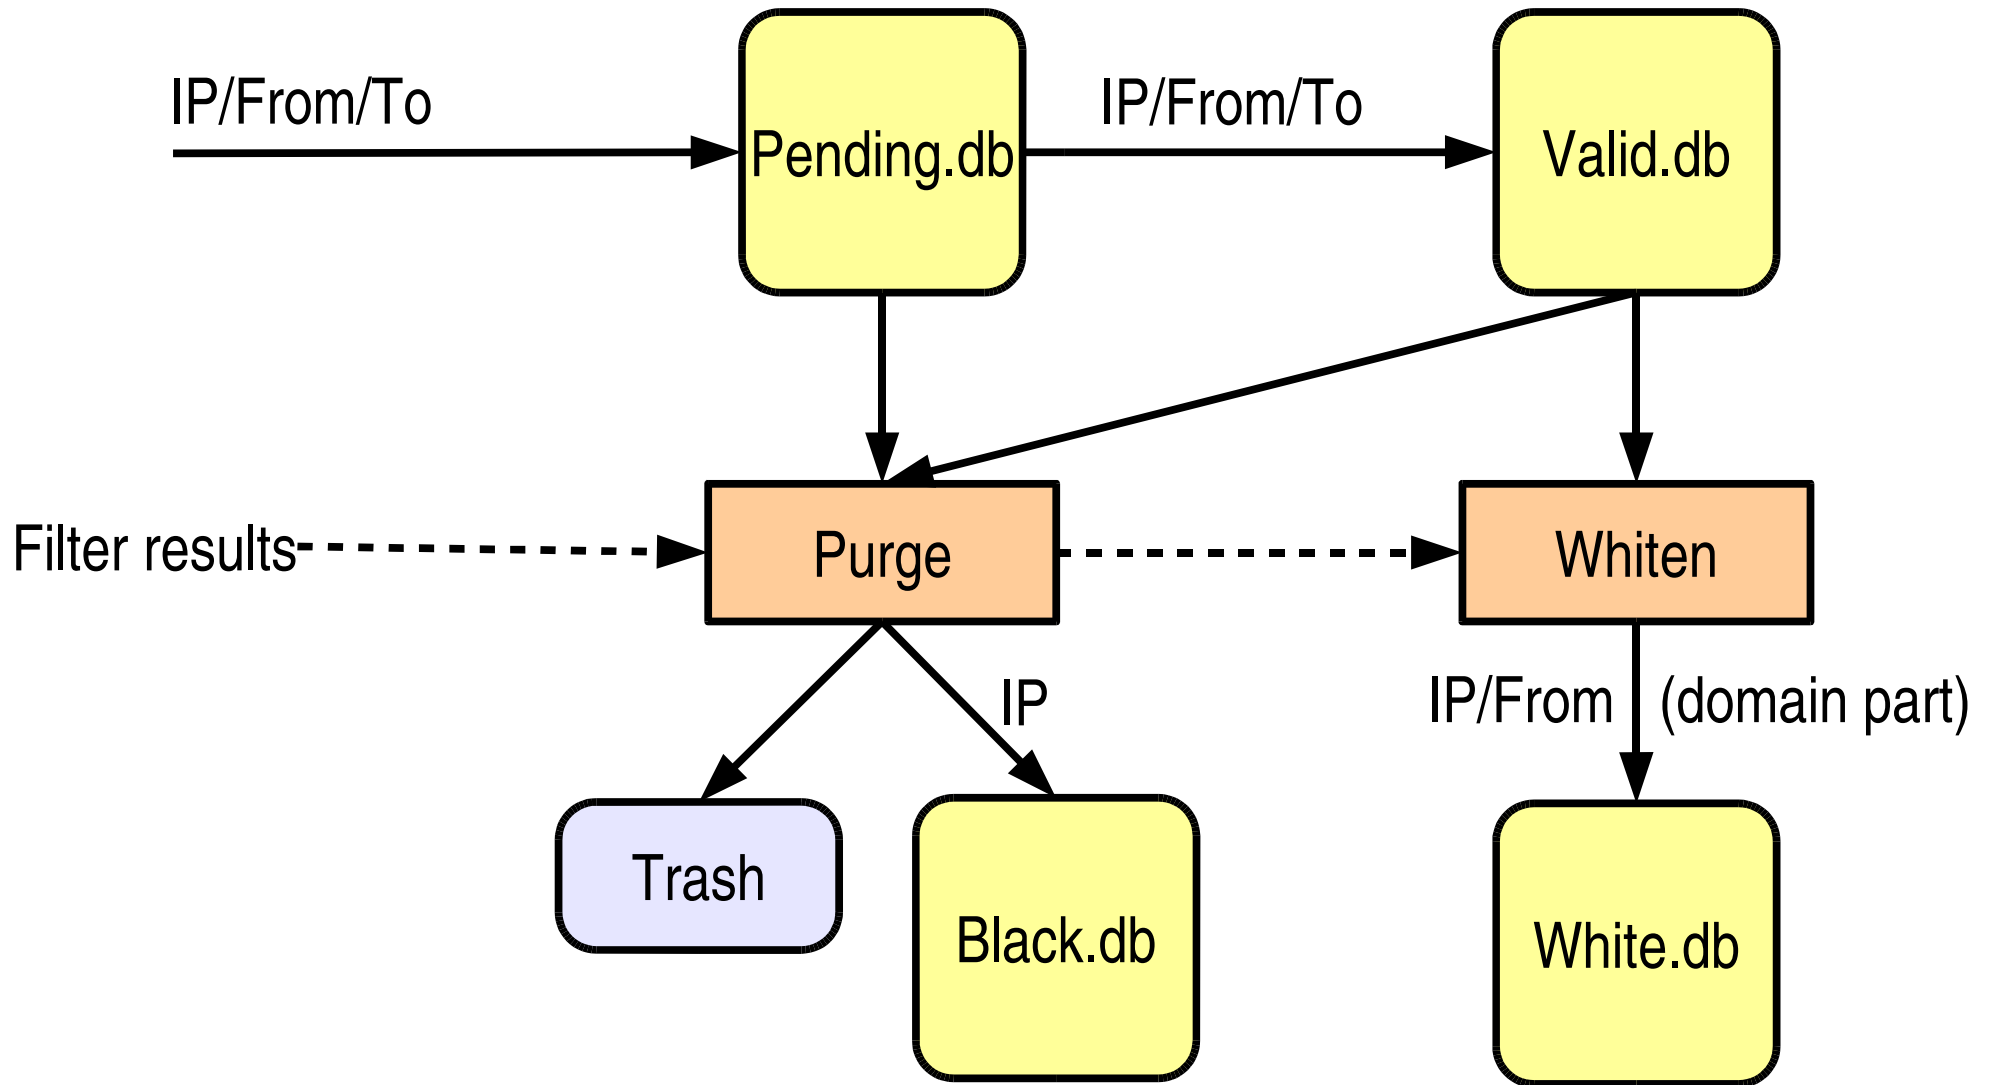 IP/From/To
IP/From/To
Pending.db
Valid.db
Filter results
Purge
Whiten
IP
IP/From (domain part)
Trash
Black.db
White.db